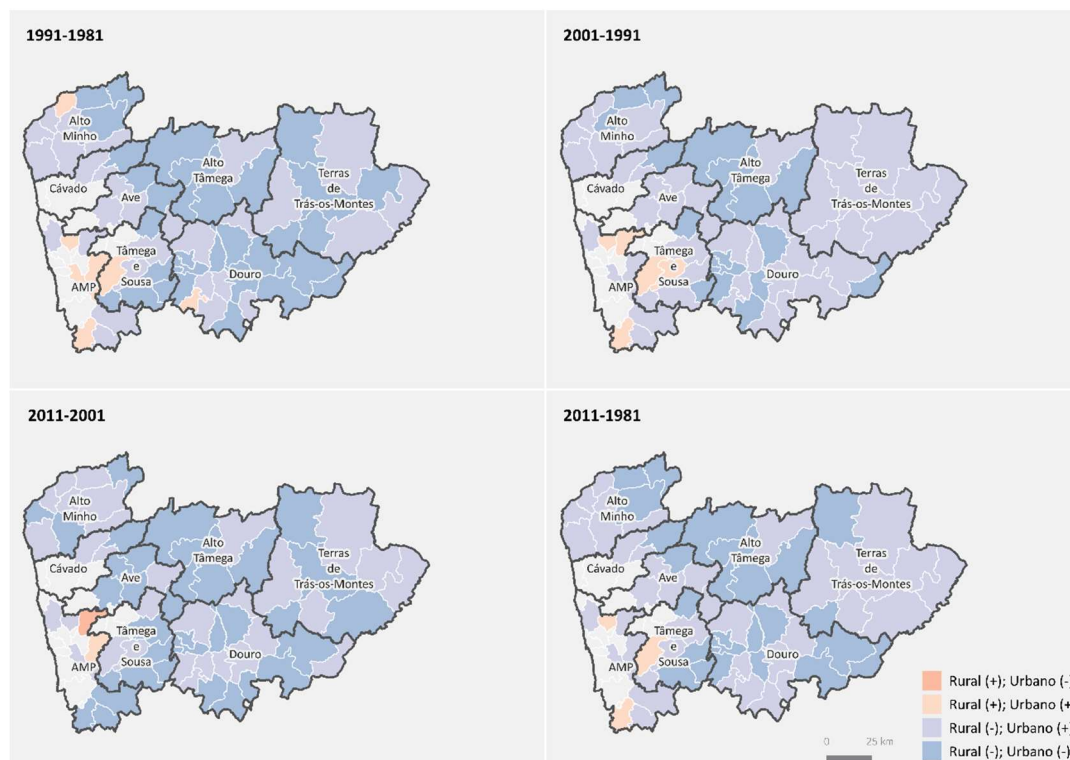 1991-1981
Alto
Minho
Cávado
Ave
Alto
Tâmega
Terras
de
Trás-os-Montes
Tâmega
e
Sousa
AMP
Douro
2001-1991
Alto
Minho
Cávado
Ave
Alto
Tâmega
Terras
de
Trás-os-Montes
Tâmega
e
Sousa
AMP
Douro
2011-2001
Alto
Minho
Cávado
Ave
Alto
Tâmega
Terras
de
Trás-os-Montes
Tâmega
e
Sousa
AMP
Douro
2011-1981
Alto
Minho
Cávado
Ave
Alto
Tâmega
Terras
de
Trás-os-Montes
Tâmega
e
Sousa
AMP
Douro
Rural (+); Urbano (-)
Rural (+); Urbano (+
Rural (-); Urbano (+)
Rural (-); Urbano (-)
0 25 km